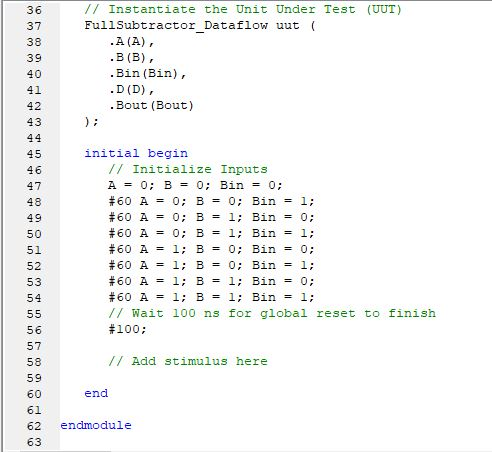 36 // Instantiate the Unit Under Test (UUT)
37 FullSubtractor_Dataflow uut (
38 .A(A),
39 .B(B),
40 .Bin(Bin),
41 .D(D),
42 .Bout(Bout)
43 );
44
45 initial begin
46 // Initialize Inputs
47 A = 0; B = 0; Bin = 0;
48 #60 A = 0; B = 0; Bin = 1;
49 #60 A = 0; B = 1; Bin = 0;
50 #60 A = 0; B = 1; Bin = 1;
51 #60 A = 1; B = 0; Bin = 0;
52 #60 A = 1; B = 0; Bin = 1;
53 #60 A = 1; B = 1; Bin = 0;
54 #60 A = 1; B = 1; Bin = 1;
55 // Wait 100 ns for global reset to finish
56 #100;
57
58 // Add stimulus here
59
60 end
61
62 endmodule
63